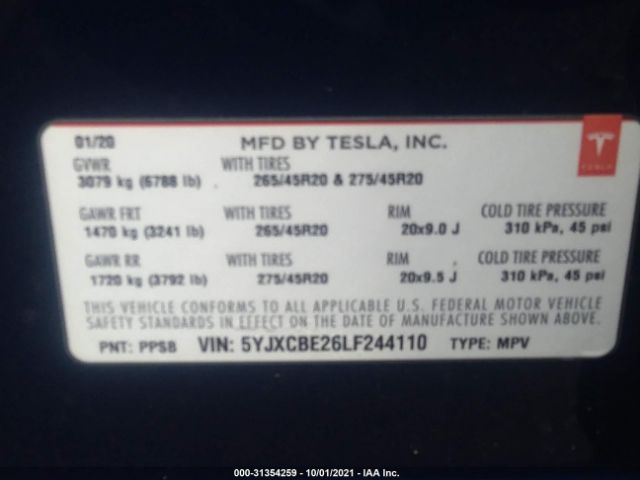 01/20 MFD BY TESLA, INC.
TESLA
GVWR WITH TIRES
3079 kg (6788 lb) 265/45R20 & 275/45R20
GAWR FRT WITH TIRES RIM COLD TIRE PRESSURE
1470 kg (3241 lb) 265/45R20 20x9.0 J 310 kPa, 45 psi
GAWR RR WITH TIRES RIM COLD TIRE PRESSURE
1720 kg (3792 lb) 275/45R20 20x9.5 J 310 kPa, 45 psi
THIS VEHICLE CONFORMS TO ALL APPLICABLE U.S. FEDERAL MOTOR VEHICLE
SAFETY STANDARDS IN EFFECT ON THE DATE OF MANUFACTURE SHOWN ABOVE.
PNT: PPSB VIN: 5YJXCBE26LF244110 TYPE: MPV
000-31354259 - 10/01/2021 - IAA Inc.